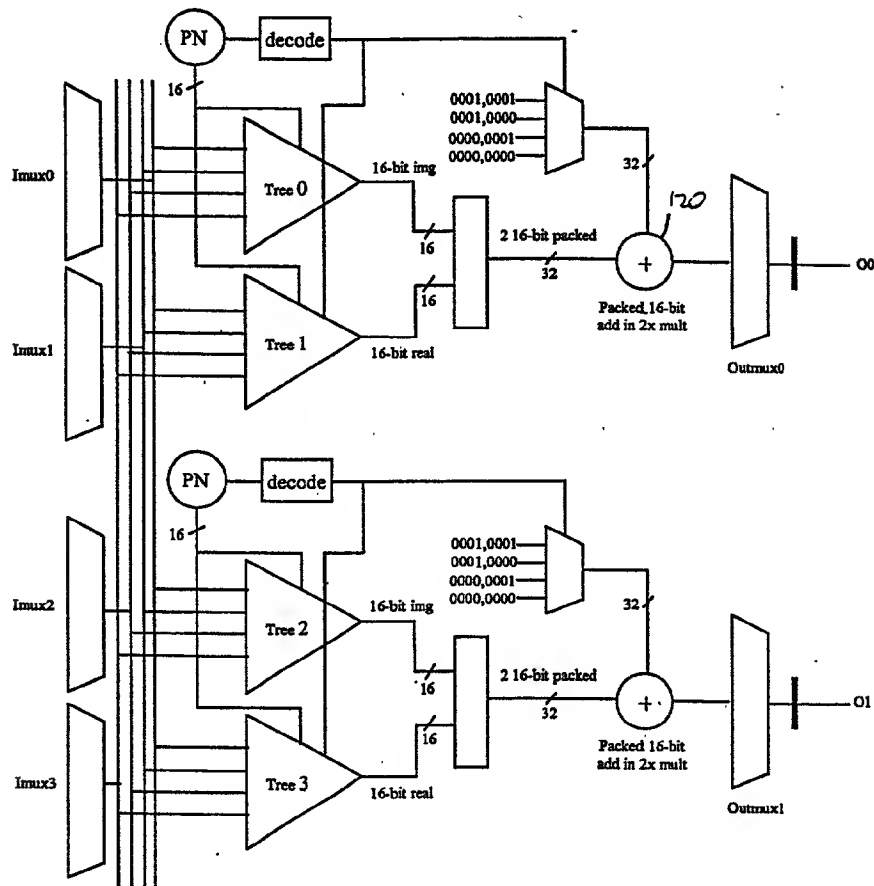 PN
decode
16
0001,0001
0001,0000
0000,0001
0000,0000
Imux0
Tree 0
16-bit img
32
120
16
2 16-bit packed
32
+
O0
16
Packed 16-bit
add in 2x mult
Imux1
Tree 1
16-bit real
Outmux0
PN
decode
16
0001,0001
0001,0000
0000,0001
0000,0000
Imux2
Tree 2
16-bit img
32
16
2 16-bit packed
32
+
O1
16
Packed 16-bit
add in 2x mult
Imux3
Tree 3
16-bit real
Outmux1